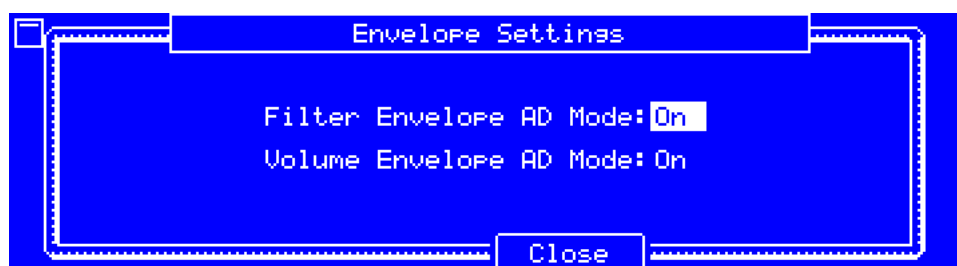 Envelope Settings
Filter Envelope AD Mode:On
Volume Envelope AD Mode:On
Close